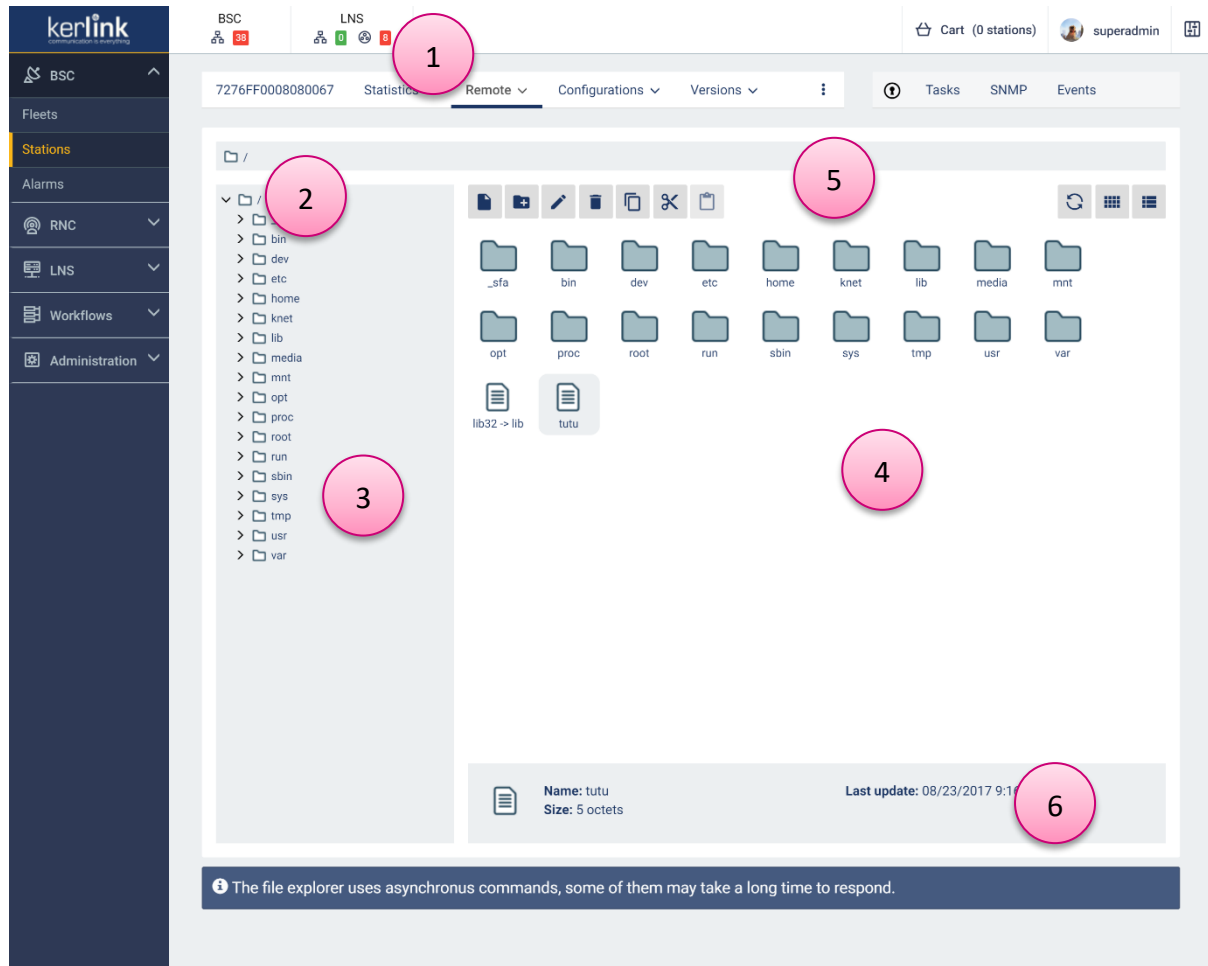 kerlink
communication is everything
BSC
38
LNS
0
8
Cart (0 stations)
superadmin
BSC
Fleets
Stations
Alarms
RNC
LNS
Workflows
Administration
7276FF0008080067
Statistics
Remote
Configurations
Versions
Tasks
SNMP
Events
1
/
2
/
bin
dev
etc
home
knet
lib
media
mnt
opt
proc
root
run
sbin
sys
tmp
usr
var
3
5
_sfa
bin
dev
etc
home
knet
lib
media
mnt
opt
proc
root
run
sbin
sys
tmp
usr
var
lib32 -> lib
tutu
4
Name: tutu
Size: 5 octets
Last update: 08/23/2017
6
The file explorer uses asynchronus commands, some of them may take a long time to respond.